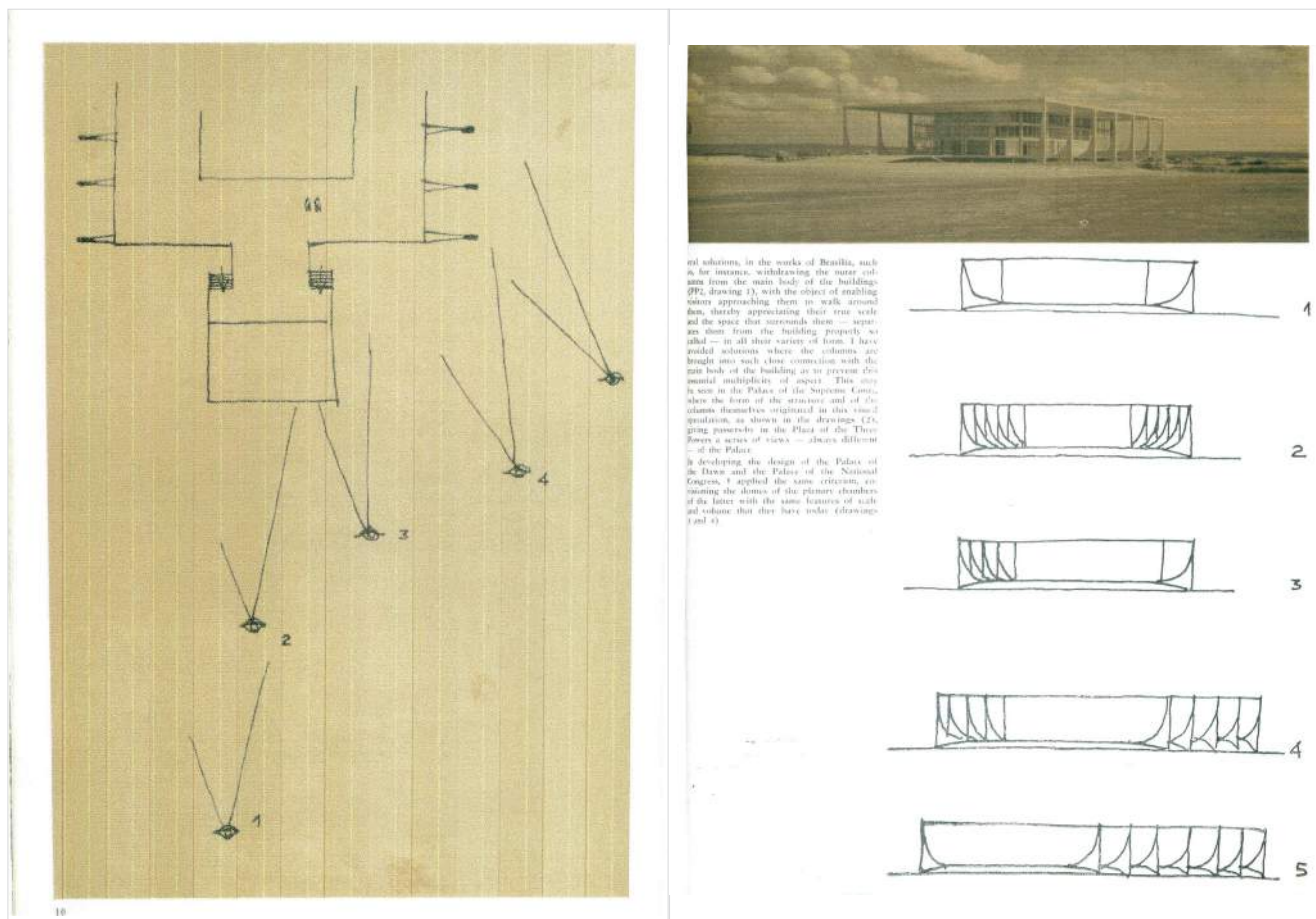 3
4
2
1
10
solutions, in the works of Brasilia, such
for instance, withdrawing the outer col-
from the main body of the buildings
(PP2, drawing 1), with the object of enabling
visitors approaching them to walk around
them, thereby appreciating their true scale
and the space that surrounds them — separ-
them from the building properly so
called — in all their variety of form. I have
avoided solutions where the columns are
brought into such close connection with the
main body of the building as to prevent this
essential multiplicity of aspect. This may
be seen in the Palace of the Supreme Court,
where the form of the structure and of the
columns themselves originated in this visual
speculation, as shown in the drawings (2),
giving passers-by in the Plaza of the Three
Powers a series of views — always different
— of the Palace
In developing the design of the Palace of
the Dawn and the Palace of the National
Congress, I applied the same criterion,
the domes of the plenary chambers
of the latter with the same features of scale
and volume that they have today (drawings
and 4)
1
2
3
4
5